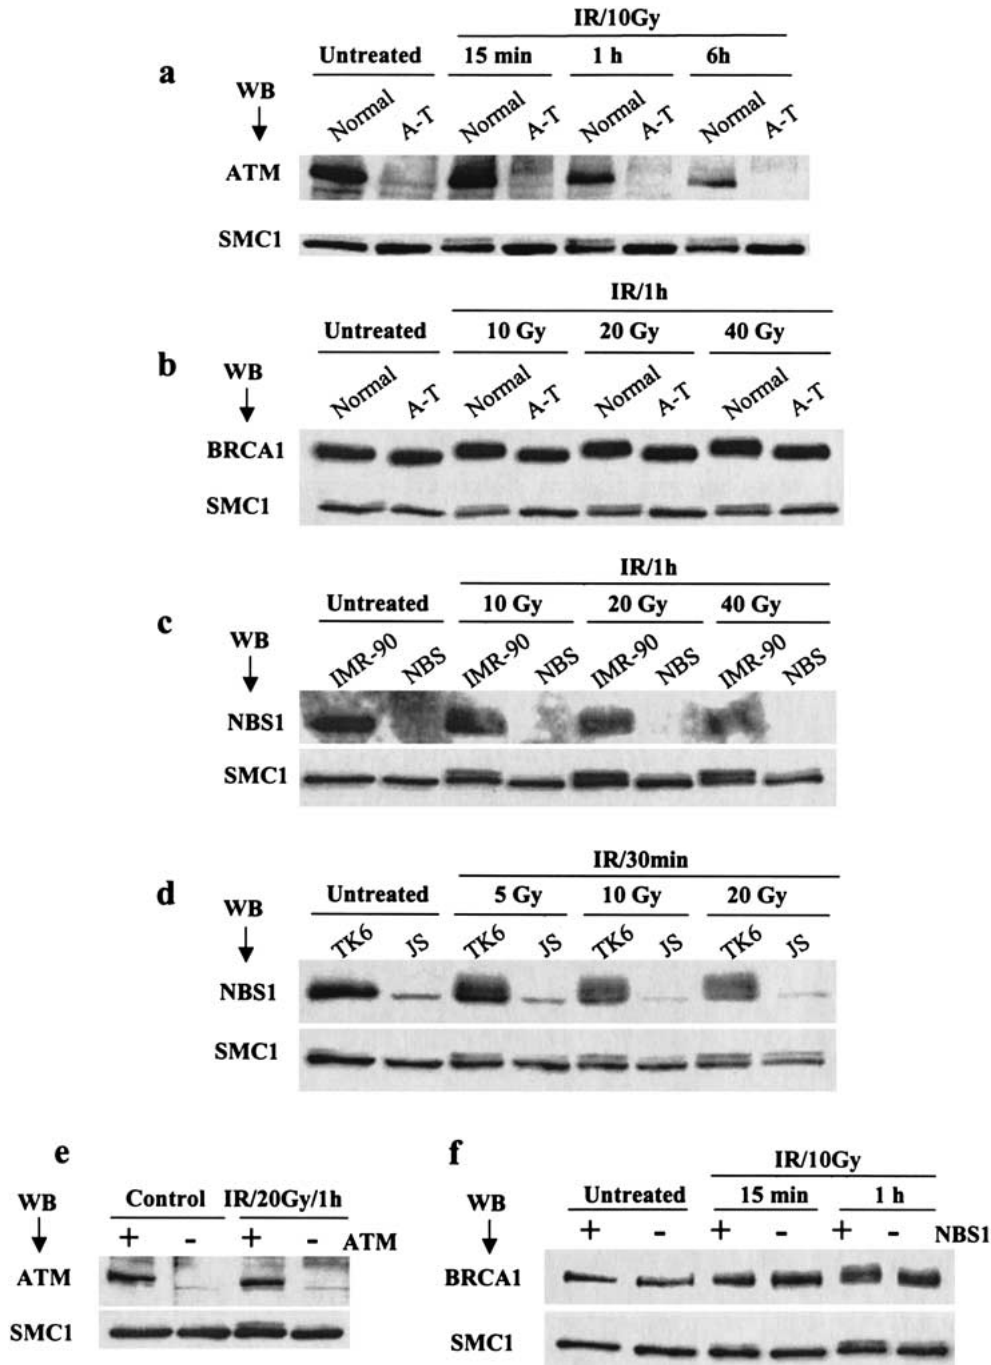 a
IR/10Gy
Untreated 15 min 1 h 6h
WB
Normal A-T Normal A-T Normal A-T Normal A-T
ATM
SMC1
b
IR/1h
Untreated 10 Gy 20 Gy 40 Gy
WB
Normal A-T Normal A-T Normal A-T Normal A-T
BRCA1
SMC1
c
IR/1h
Untreated 10 Gy 20 Gy 40 Gy
WB
IMR-90 NBS IMR-90 NBS IMR-90 NBS IMR-90 NBS
NBS1
SMC1
d
IR/30min
Untreated 5 Gy 10 Gy 20 Gy
WB
TK6 JS TK6 JS TK6 JS TK6 JS
NBS1
SMC1
e
WB
Control IR/20Gy/1h
+ - + - ATM
ATM
SMC1
f
IR/10Gy
WB
Untreated 15 min 1 h
+ - + - + - NBS1
BRCA1
SMC1